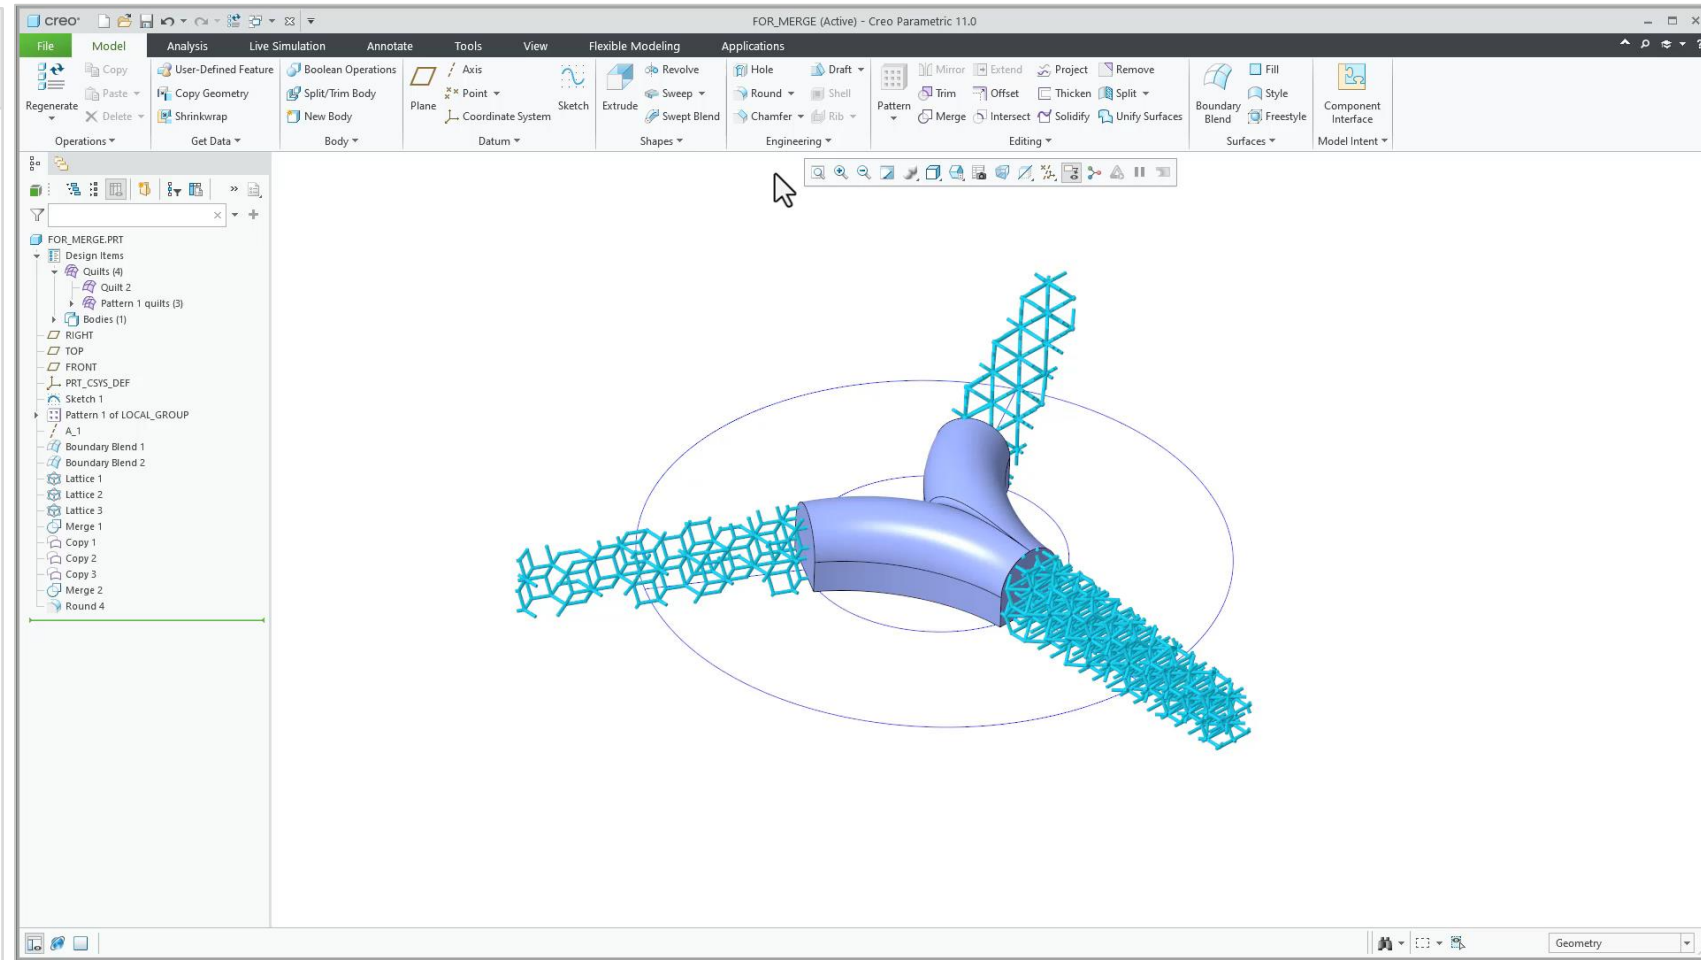 creo®
FOR_MERGE (Active) - Creo Parametric 11.0
File Model Analysis Live Simulation Annotate Tools View Flexible Modeling Applications
Regenerate
Copy
Paste
Delete
Operations
User-Defined Feature
Copy Geometry
Shrinkwrap
Get Data
Boolean Operations
Split/Trim Body
New Body
Body
Plane
Axis
Point
Coordinate System
Sketch
Datum
Extrude
Revolve
Sweep
Swept Blend
Shapes
Hole
Round
Chamfer
Draft
Shell
Rib
Engineering
Pattern
Mirror
Extend
Project
Remove
Trim
Offset
Thicken
Split
Merge
Intersect
Solidify
Unify Surfaces
Editing
Boundary
Blend
Fill
Style
Freestyle
Surfaces
Component
Interface
Model Intent
FOR_MERGE.PRT
Design Items
Quilts (4)
Quilt 2
Pattern 1 quilts (3)
Bodies (1)
RIGHT
TOP
FRONT
PRT_CSYS_DEF
Sketch 1
Pattern 1 of LOCAL_GROUP
A_1
Boundary Blend 1
Boundary Blend 2
Lattice 1
Lattice 2
Lattice 3
Merge 1
Copy 1
Copy 2
Copy 3
Merge 2
Round 4
Geometry